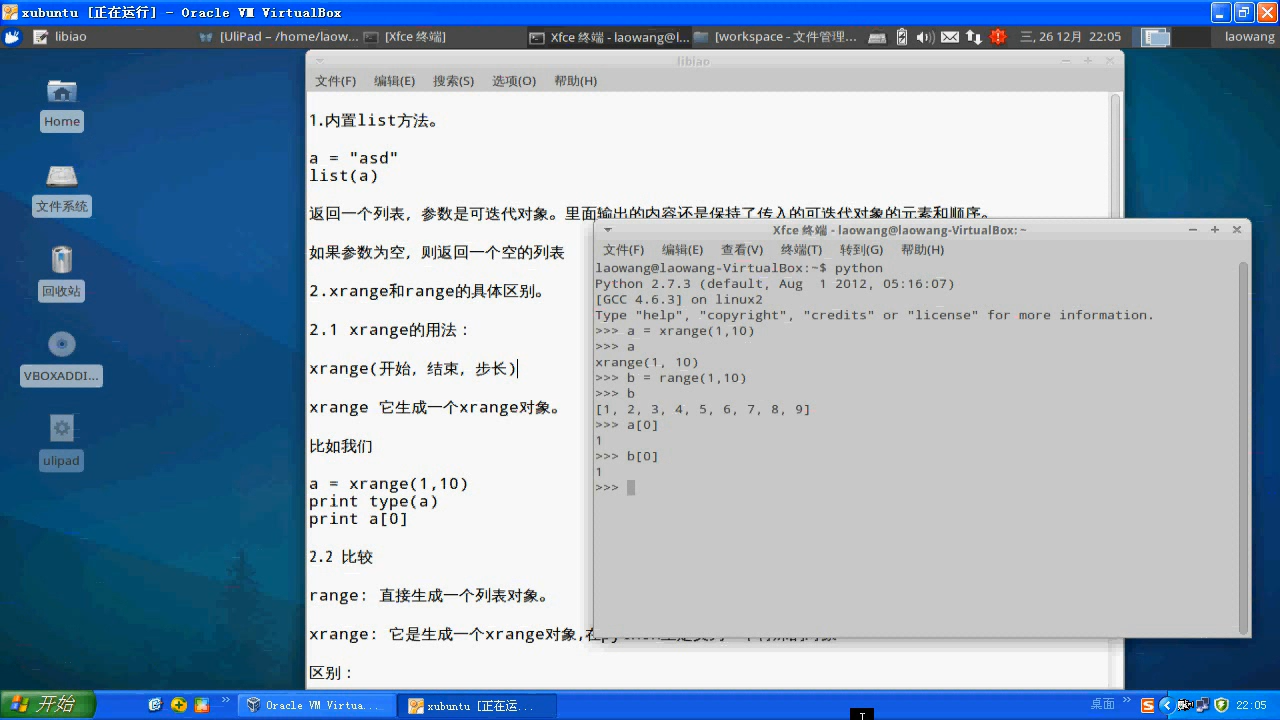 xubuntu [正在运行] - Oracle VM VirtualBox
libiao
[UliPad – /home/laow...
[Xfce 终端]
Xfce 终端 - laowang@l...
[workspace - 文件管理...
三, 26 12月 22:05
laowang
Home
文件系统
回收站
VBOXADDI...
ulipad
libiao
文件(F) 编辑(E) 搜索(S) 选项(O) 帮助(H)
1.内置list方法。
a = "asd"
list(a)
返回一个列表, 参数是可迭代对象。里面输出的内容还是保持了传入的可迭代对象的元素和顺序。
如果参数为空, 则返回一个空的列表
2.xrange和range的具体区别。
2.1 xrange的用法:
xrange(开始, 结束, 步长)
xrange 它生成一个xrange对象。
比如我们
a = xrange(1,10)
print type(a)
print a[0]
2.2 比较
range: 直接生成一个列表对象。
xrange: 它是生成一个xrange对象,在
区别:
Xfce 终端 - laowang@laowang-VirtualBox: ~
文件(F) 编辑(E) 查看(V) 终端(T) 转到(G) 帮助(H)
laowang@laowang-VirtualBox:~$ python
Python 2.7.3 (default, Aug  1 2012, 05:16:07)
[GCC 4.6.3] on linux2
Type "help", "copyright", "credits" or "license" for more information.
>>> a = xrange(1,10)
>>> a
xrange(1, 10)
>>> b = range(1,10)
>>> b
[1, 2, 3, 4, 5, 6, 7, 8, 9]
>>> a[0]
1
>>> b[0]
1
>>>
开始
Oracle VM Virtua...
xubuntu [正在运...
桌面
22:05